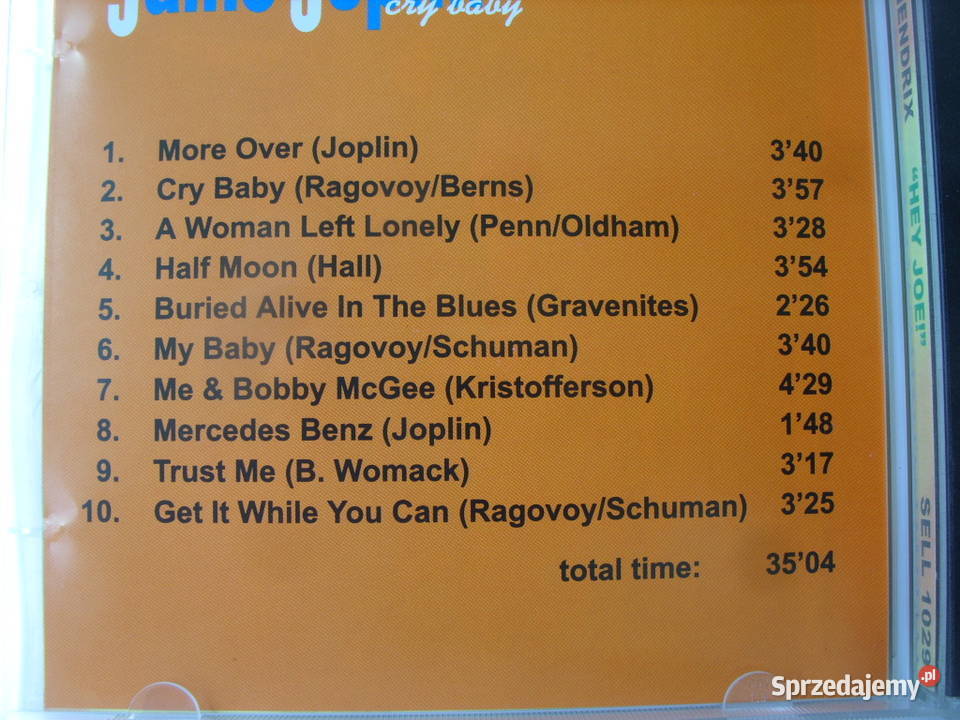 cry baby
1. More Over (Joplin) 3'40
2. Cry Baby (Ragovoy/Berns) 3'57
3. A Woman Left Lonely (Penn/Oldham) 3'28
4. Half Moon (Hall) 3'54
5. Buried Alive In The Blues (Gravenites) 2'26
6. My Baby (Ragovoy/Schuman) 3'40
7. Me & Bobby McGee (Kristofferson) 4'29
8. Mercedes Benz (Joplin) 1'48
9. Trust Me (B. Womack) 3'17
10. Get It While You Can (Ragovoy/Schuman) 3'25
total time: 35'04
HENDRIX "HEY JOE!" SELL 1029
Sprzedajemy.pl